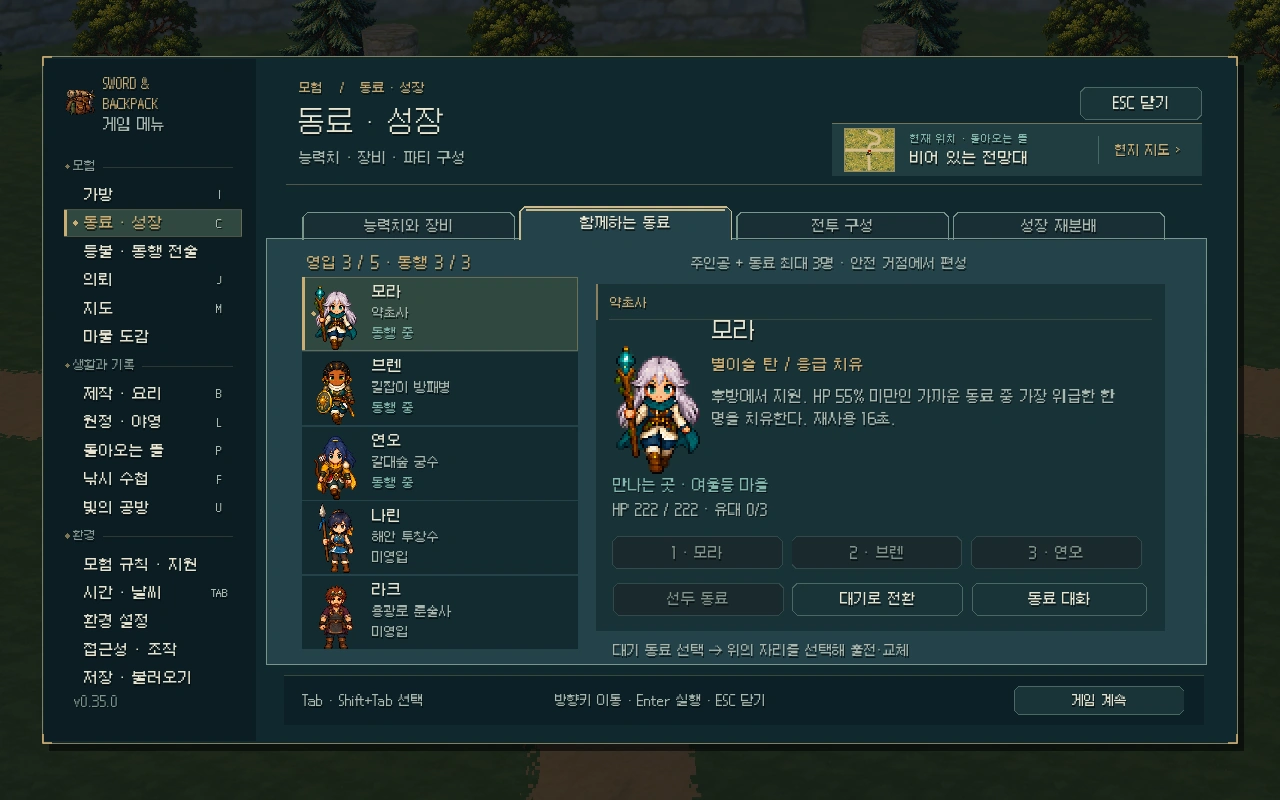 SWORD &
BACKPACK
게임 메뉴
모험
가방 I
동료 · 성장 C
등불 · 동행 전술
의뢰 J
지도 M
마물 도감
생활과 기록
제작 · 요리 B
원정 · 야영 L
돌아오는 뜰 P
낚시 수첩 F
빛의 공방 U
환경
모험 규칙 · 지원
시간 · 날씨 TAB
환경 설정
접근성 · 조작
저장 · 불러오기
v0.35.0
모험 / 동료 · 성장
동료 · 성장
능력치 · 장비 · 파티 구성
ESC 닫기
현재 위치 · 돌아오는 뜰
비어 있는 전망대
현지 지도 >
능력치와 장비
함께하는 동료
전투 구성
성장 재분배
영입 3 / 5 · 동행 3 / 3
주인공 + 동료 최대 3명 · 안전 거점에서 편성
모라
약초사
동행 중
브렌
길잡이 방패병
동행 중
연오
갈대숲 궁수
동행 중
나린
해안 투창수
미영입
라크
용광로 룬술사
미영입
약초사
모라
별이슬 탄 / 응급 치유
후방에서 지원. HP 55% 미만인 가까운 동료 중 가장 위급한 한
명을 치유한다. 재사용 16초.
만나는 곳 · 여울등 마을
HP 222 / 222 · 유대 0/3
1 · 모라
2 · 브렌
3 · 연오
선두 동료
대기로 전환
동료 대화
대기 동료 선택 → 위의 자리를 선택해 출전·교체
Tab · Shift+Tab 선택
방향키 이동 · Enter 실행 · ESC 닫기
게임 계속